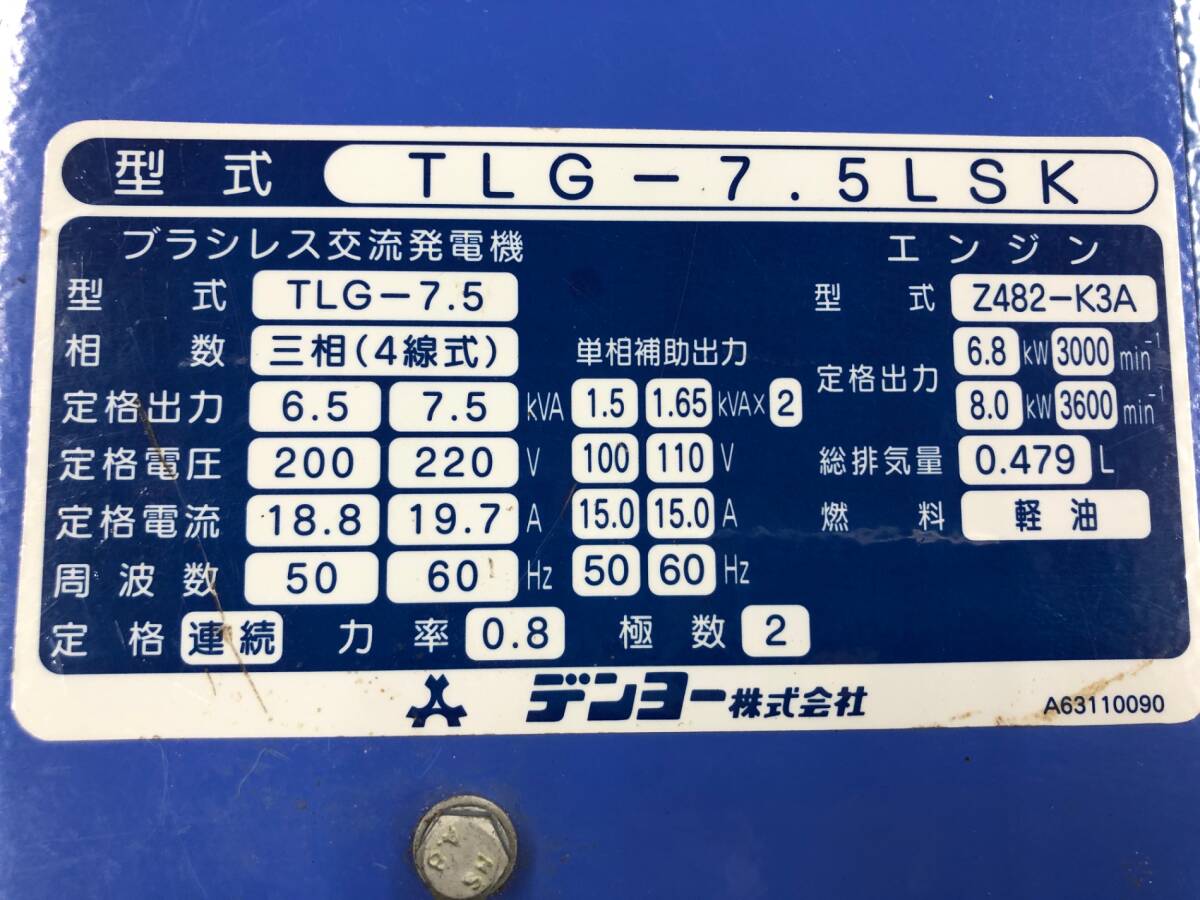 型式 TLG-7.5LSK
ブラシレス交流発電機
型式 TLG-7.5
相数 三相(4線式) 単相補助出力
定格出力 6.5 7.5 kVA 1.5 1.65 kVA×2
定格電圧 200 220 V 100 110 V
定格電流 18.8 19.7 A 15.0 15.0 A
周波数 50 60 Hz 50 60 Hz
定格 連続 力率 0.8 極数 2
エンジン
型式 Z482-K3A
定格出力 6.8 kW 3000 min⁻¹
8.0 kW 3600 min⁻¹
総排気量 0.479 L
燃料 軽油
デンヨー株式会社
A63110090